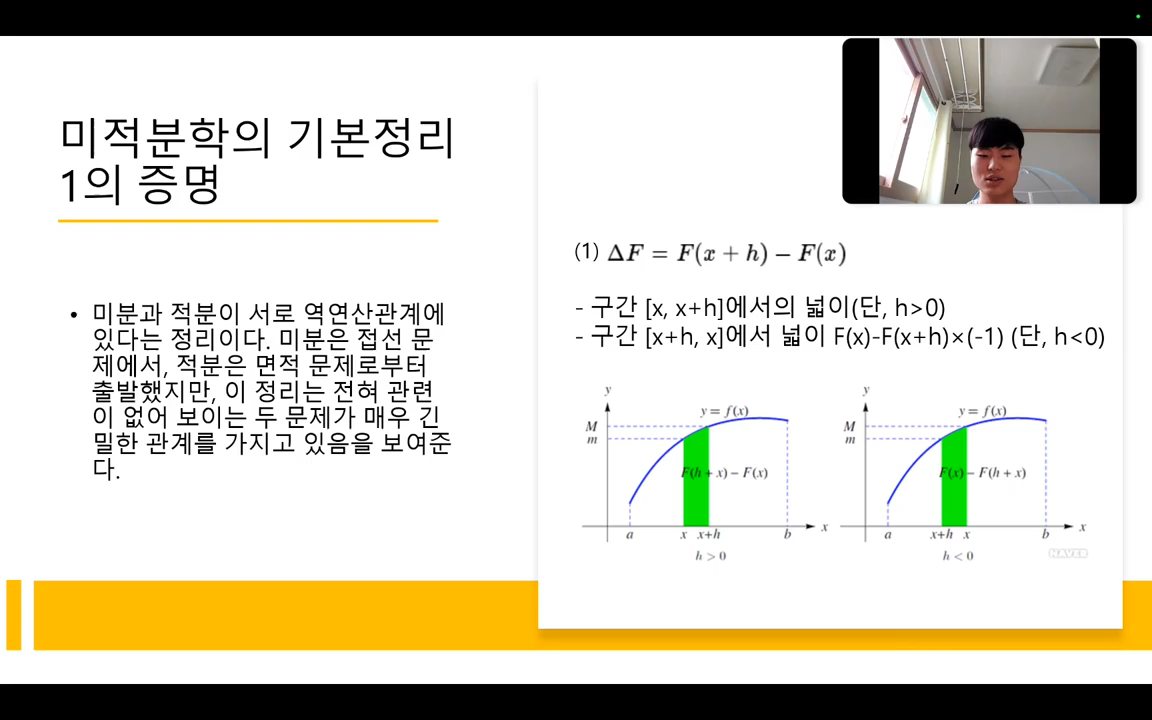 미적분학의 기본정리
1의 증명
• 미분과 적분이 서로 역연산관계에
있다는 정리이다. 미분은 접선 문
제에서, 적분은 면적 문제로부터
출발했지만, 이 정리는 전혀 관련
이 없어 보이는 두 문제가 매우 긴
밀한 관계를 가지고 있음을 보여준
다.
(1) ΔF = F(x + h) − F(x)
- 구간 [x, x+h]에서의 넓이(단, h>0)
- 구간 [x+h, x]에서 넓이 F(x)-F(x+h)×(-1) (단, h<0)
y
y = f(x)
M
m
F(h + x) − F(x)
x
a x x+h b
h > 0
y
y = f(x)
M
m
F(x) − F(h + x)
x
a x+h x b
h < 0
NAVER